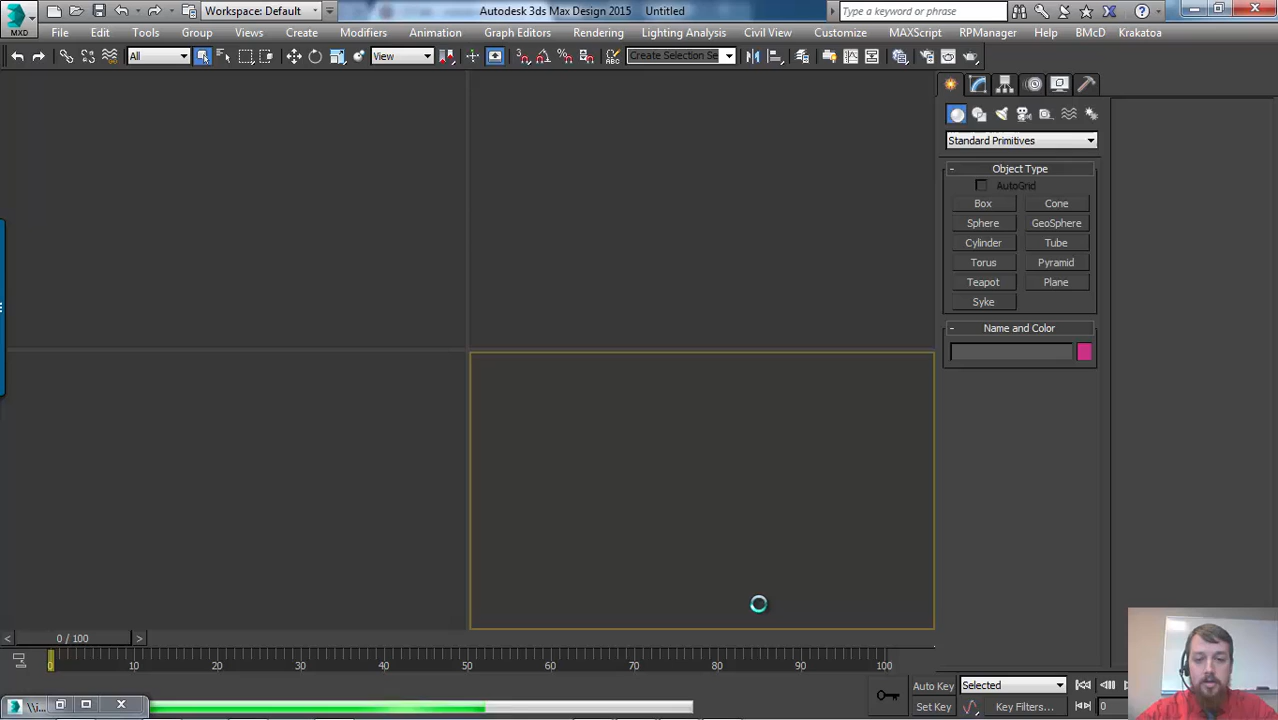 Workspace: Default
Autodesk 3ds Max Design 2015 Untitled
Type a keyword or phrase
MXD
File Edit Tools Group Views Create Modifiers Animation Graph Editors Rendering Lighting Analysis Civil View Customize MAXScript RPManager Help BMcD Krakatoa
All
View
3
ABC
Create Selection Se
Standard Primitives
- Object Type
AutoGrid
Box Cone
Sphere GeoSphere
Cylinder Tube
Torus Pyramid
Teapot Plane
Syke
- Name and Color
< 0 / 100 >
0 10 20 30 40 50 60 70 80 90 100
Auto Key Selected
\\i...
Set Key Key Filters... 0